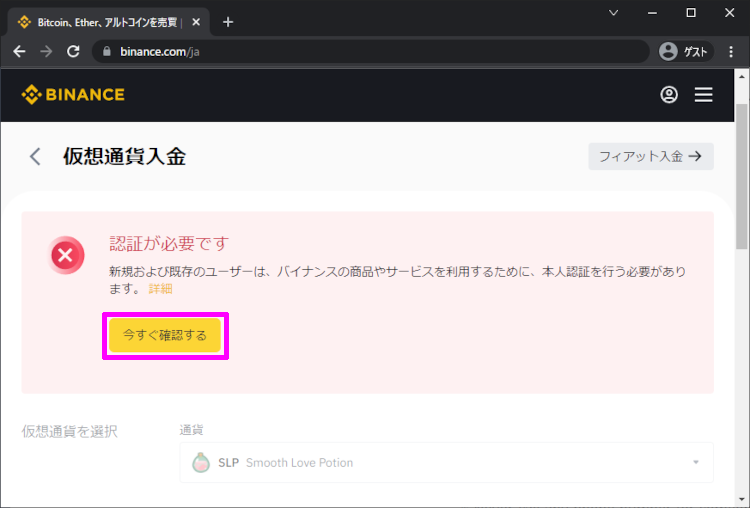 Bitcoin、Ether、アルトコインを売買 |
binance.com/ja
ゲスト
BINANCE
仮想通貨入金
フィアット入金
認証が必要です
新規および既存のユーザーは、バイナンスの商品やサービスを利用するために、本人認証を行う必要があり
ます。 詳細
今すぐ確認する
仮想通貨を選択
通貨
SLP Smooth Love Potion